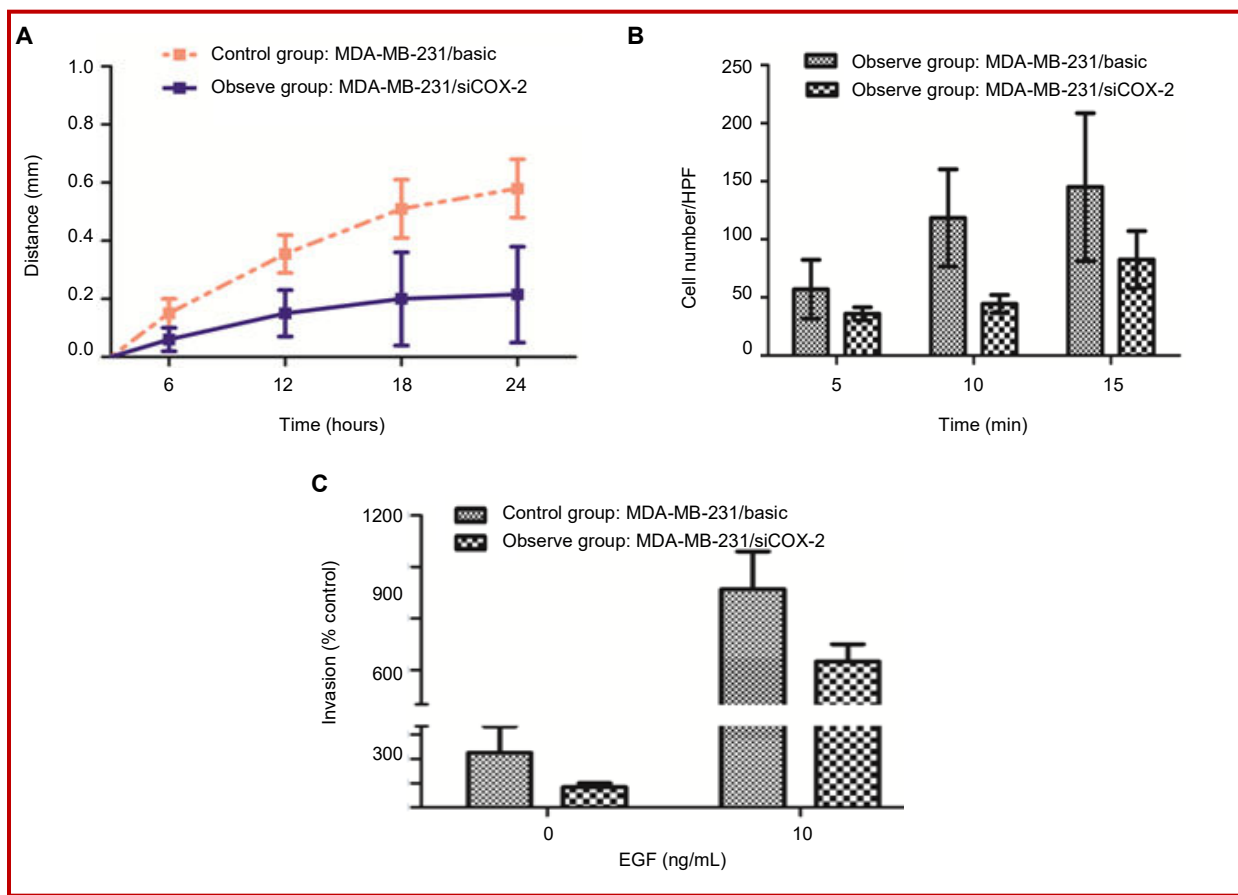 A
Control group: MDA-MB-231/basic
Obseve group: MDA-MB-231/siCOX-2
1.0
0.8
0.6
0.4
0.2
0.0
Distance (mm)
6 12 18 24
Time (hours)
B
Observe group: MDA-MB-231/basic
Observe group: MDA-MB-231/siCOX-2
250
200
150
100
50
0
Cell number/HPF
5 10 15
Time (min)
C
Control group: MDA-MB-231/basic
Observe group: MDA-MB-231/siCOX-2
1200
900
600
300
Invasion (% control)
0 10
EGF (ng/mL)